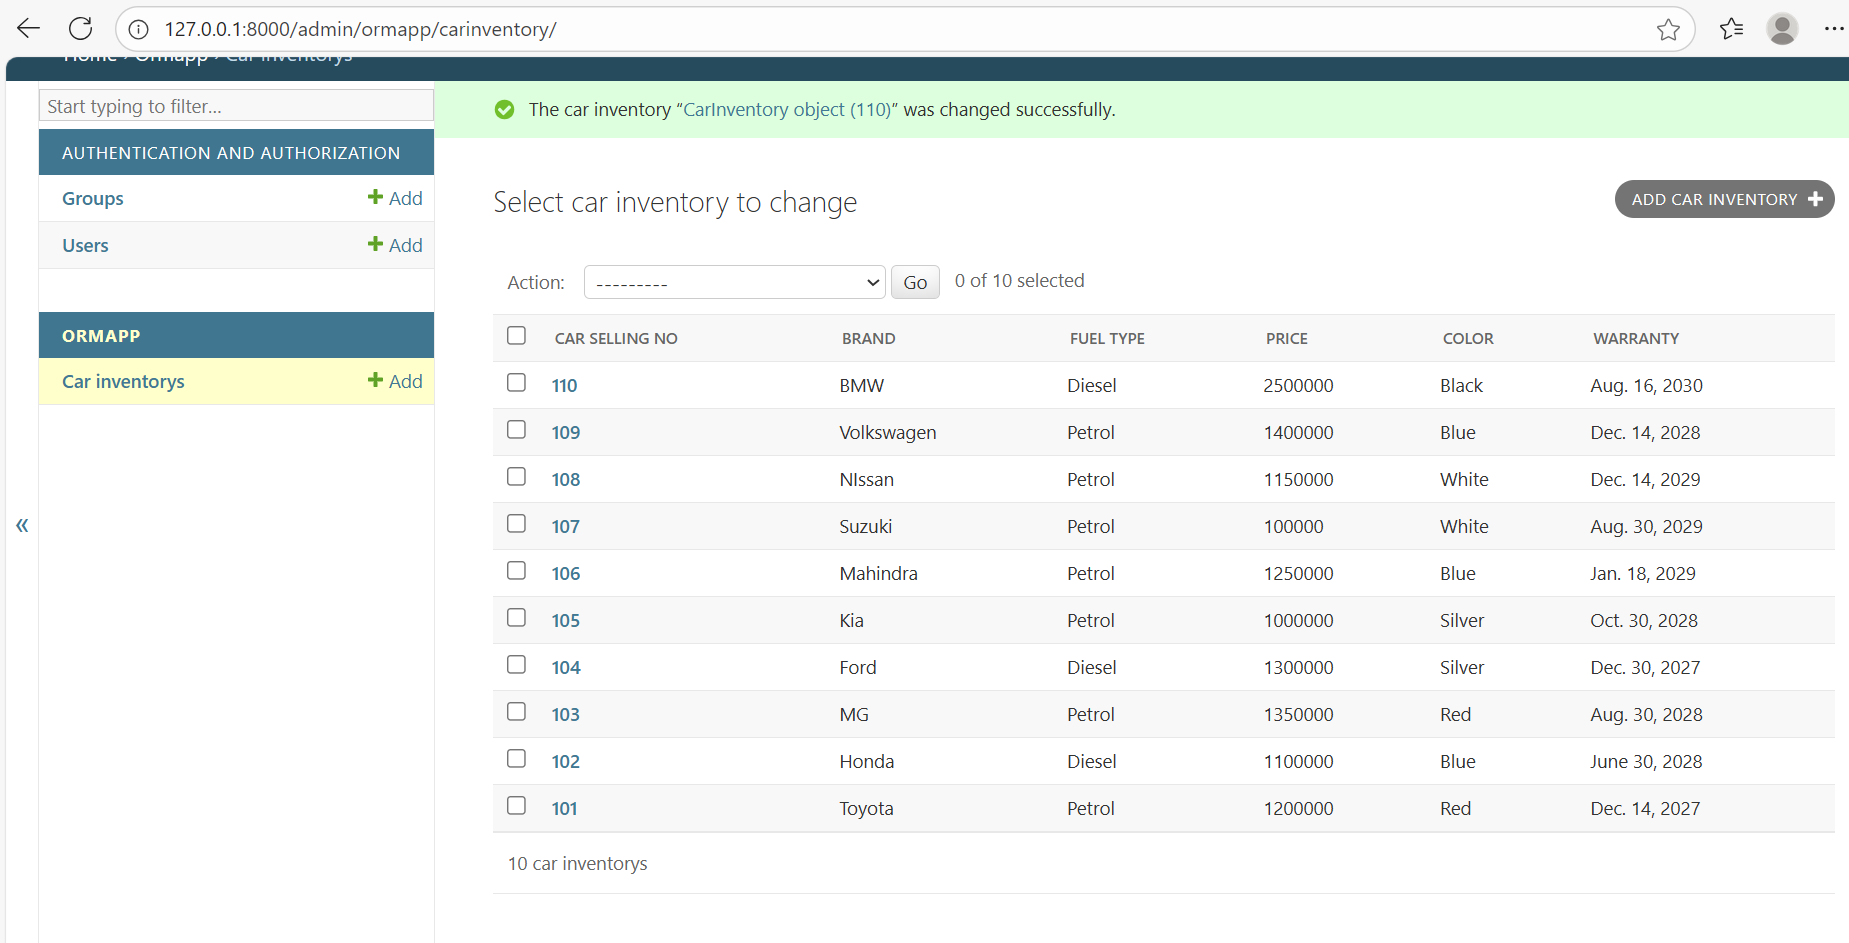 127.0.0.1:8000/admin/ormapp/carinventory/
Home › Ormapp › Car inventorys
Start typing to filter...
The car inventory “CarInventory object (110)” was changed successfully.
AUTHENTICATION AND AUTHORIZATION
Groups Add
Users Add
ORMAPP
Car inventorys Add
«
Select car inventory to change
ADD CAR INVENTORY
Action: --------- Go 0 of 10 selected
CAR SELLING NO BRAND FUEL TYPE PRICE COLOR WARRANTY
110 BMW Diesel 2500000 Black Aug. 16, 2030
109 Volkswagen Petrol 1400000 Blue Dec. 14, 2028
108 NIssan Petrol 1150000 White Dec. 14, 2029
107 Suzuki Petrol 100000 White Aug. 30, 2029
106 Mahindra Petrol 1250000 Blue Jan. 18, 2029
105 Kia Petrol 1000000 Silver Oct. 30, 2028
104 Ford Diesel 1300000 Silver Dec. 30, 2027
103 MG Petrol 1350000 Red Aug. 30, 2028
102 Honda Diesel 1100000 Blue June 30, 2028
101 Toyota Petrol 1200000 Red Dec. 14, 2027
10 car inventorys